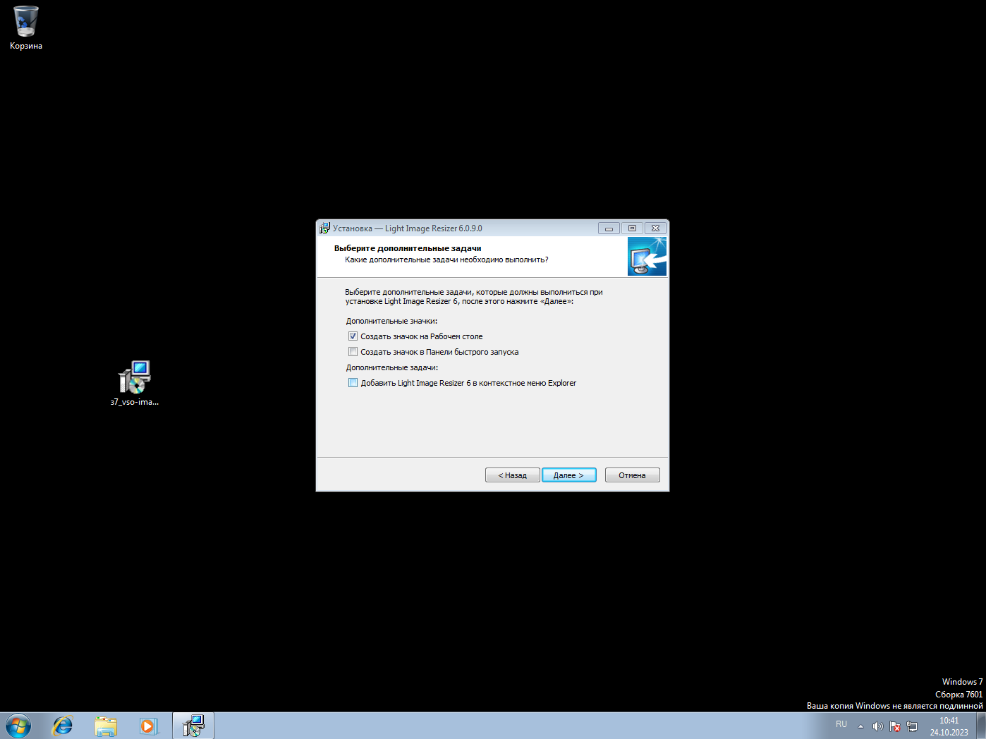 Корзина
Установка — Light Image Resizer 6.0.9.0
Выберите дополнительные задачи
Какие дополнительные задачи необходимо выполнить?
Выберите дополнительные задачи, которые должны выполниться при
установке Light Image Resizer 6, после этого нажмите «Далее»:
Дополнительные значки:
Создать значок на Рабочем столе
Создать значок в Панели быстрого запуска
Дополнительные задачи:
Добавить Light Image Resizer 6 в контекстное меню Explorer
з7_vso-ima...
< Назад
Далее >
Отмена
Windows 7
Сборка 7601
Ваша копия Windows не является подлинной
RU
10:41
24.10.2023